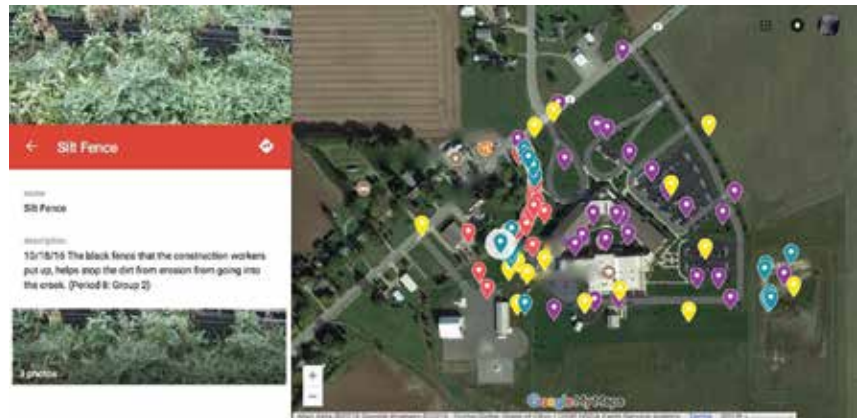 Silt Fence
name
Silt Fence
description
10/18/16 The black fence that the construction workers
put up, helps stop the dirt from erosion from going into
the creek. (Period 8: Group 2)
3 photos
+
−
Google My Maps